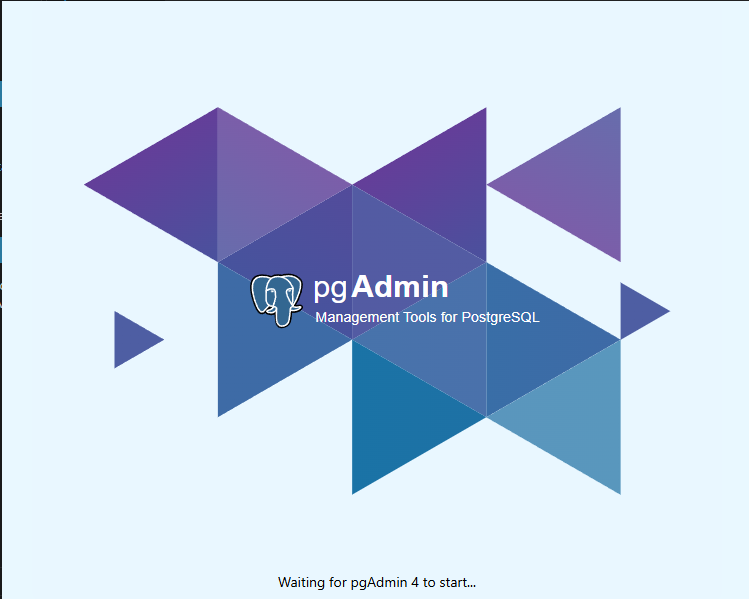 pgAdmin
Management Tools for PostgreSQL
Waiting for pgAdmin 4 to start...